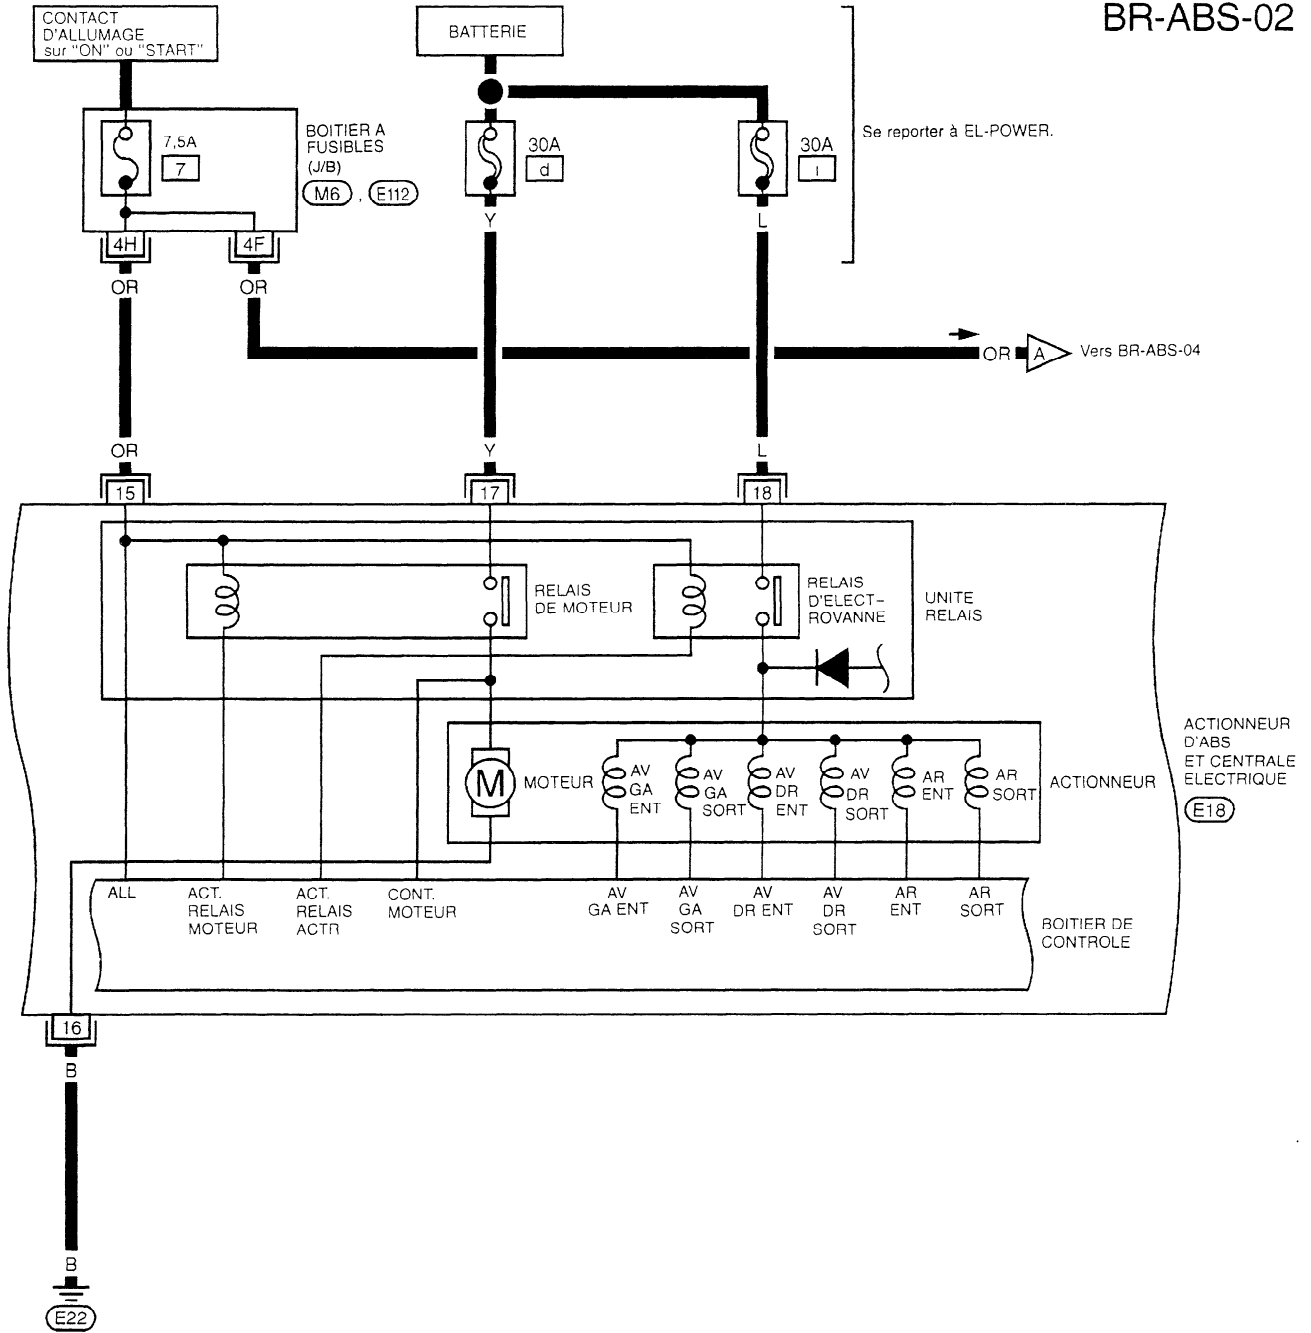 BR-ABS-02
CONTACT
D'ALLUMAGE
sur "ON" ou "START"
BATTERIE
7,5A
7
BOITIER A
FUSIBLES
(J/B)
M6 , E112
30A
d
30A
i
Se reporter à EL-POWER.
4H
4F
Y
L
OR
OR
OR
A
Vers BR-ABS-04
OR
Y
L
15
17
18
RELAIS
DE MOTEUR
RELAIS
D'ELECT-
ROVANNE
UNITE
RELAIS
ACTIONNEUR
D'ABS
ET CENTRALE
ELECTRIQUE
E18
M
MOTEUR
AV
GA
ENT
AV
GA
SORT
AV
DR
ENT
AV
DR
SORT
AR
ENT
AR
SORT
ACTIONNEUR
ALL
ACT.
RELAIS
MOTEUR
ACT.
RELAIS
ACTR
CONT.
MOTEUR
AV
GA ENT
AV
GA
SORT
AV
DR ENT
AV
DR
SORT
AR
ENT
AR
SORT
BOITIER DE
CONTROLE
16
B
B
E22